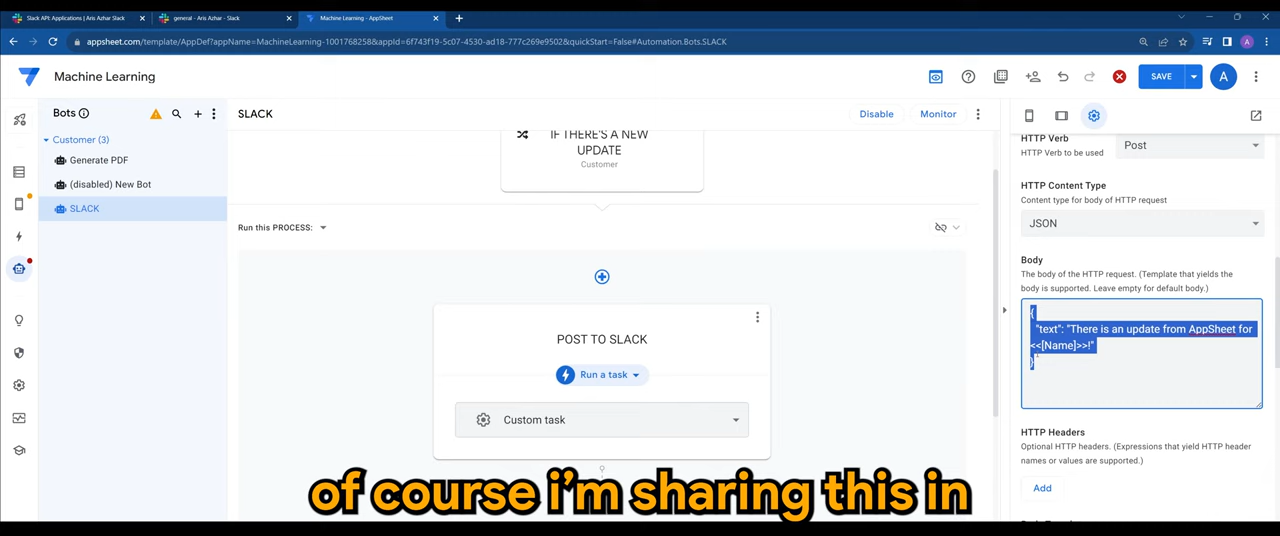 Slack API: Applications | Aris Azhar Slack
general - Aris Azhar - Slack
Machine Learning - AppSheet
appsheet.com/template/AppDef?appName=MachineLearning-1001768258&appId=6f743f19-5c07-4530-ad18-777c269e9502&quickStart=False#Automation.Bots.SLACK
A
Machine Learning
SAVE
A
Bots
SLACK
Disable
Monitor
Customer (3)
Generate PDF
(disabled) New Bot
SLACK
IF THERE'S A NEW
UPDATE
Customer
Run this PROCESS:
POST TO SLACK
Run a task
Custom task
HTTP Verb
HTTP Verb to be used
Post
HTTP Content Type
Content type for body of HTTP request
JSON
Body
The body of the HTTP request. (Template that yields the
body is supported. Leave empty for default body.)
{
"text": "There is an update from AppSheet for
<<[Name]>>!"
}
HTTP Headers
Optional HTTP headers. (Expressions that yield HTTP header
names or values are supported.)
Add
of course i'm sharing this in